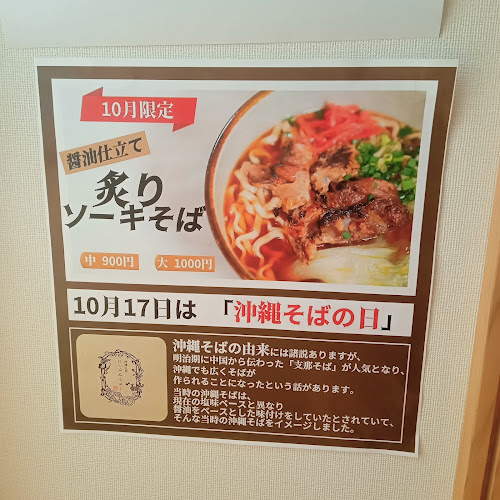 10月限定
醤油仕立て
炙り
ソーキそば
中 900円
大 1000円
10月17日は 「沖縄そばの日」
沖縄そばの由来には諸説ありますが、
明治期に中国から伝わった「支那そば」が人気となり、
沖縄でも広くそばが
作られることになったという話があります。
当時の沖縄そばは、
現在の塩味ベースと異なり
醤油をベースとした味付けをしていたとされていて、
そんな当時の沖縄そばをイメージしました。